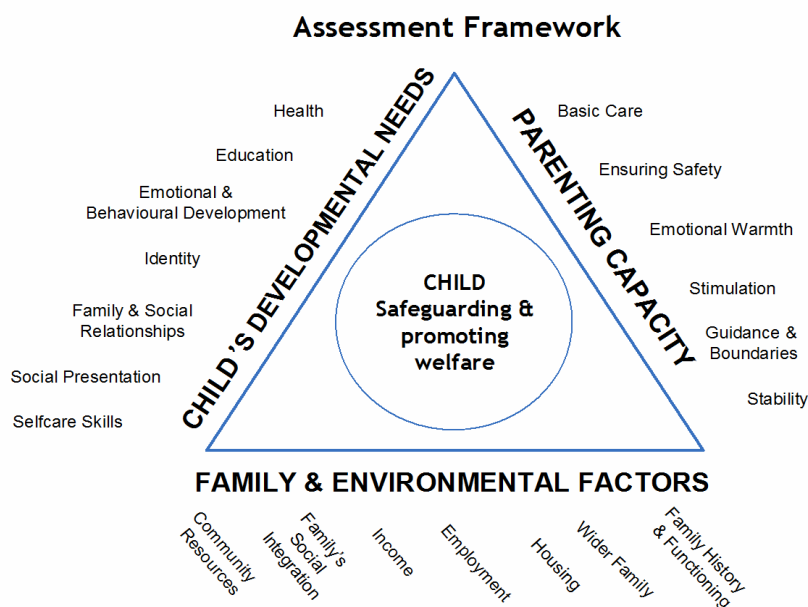 Assessment Framework
CHILD'S DEVELOPMENTAL NEEDS
Health
Education
Emotional &
Behavioural Development
Identity
Family & Social
Relationships
Social Presentation
Selfcare Skills
PARENTING CAPACITY
Basic Care
Ensuring Safety
Emotional Warmth
Stimulation
Guidance &
Boundaries
Stability
CHILD
Safeguarding &
promoting
welfare
FAMILY & ENVIRONMENTAL FACTORS
Community
Resources
Family's
Social
Integration
Income
Employment
Housing
Wider Family
Family History
& Functioning